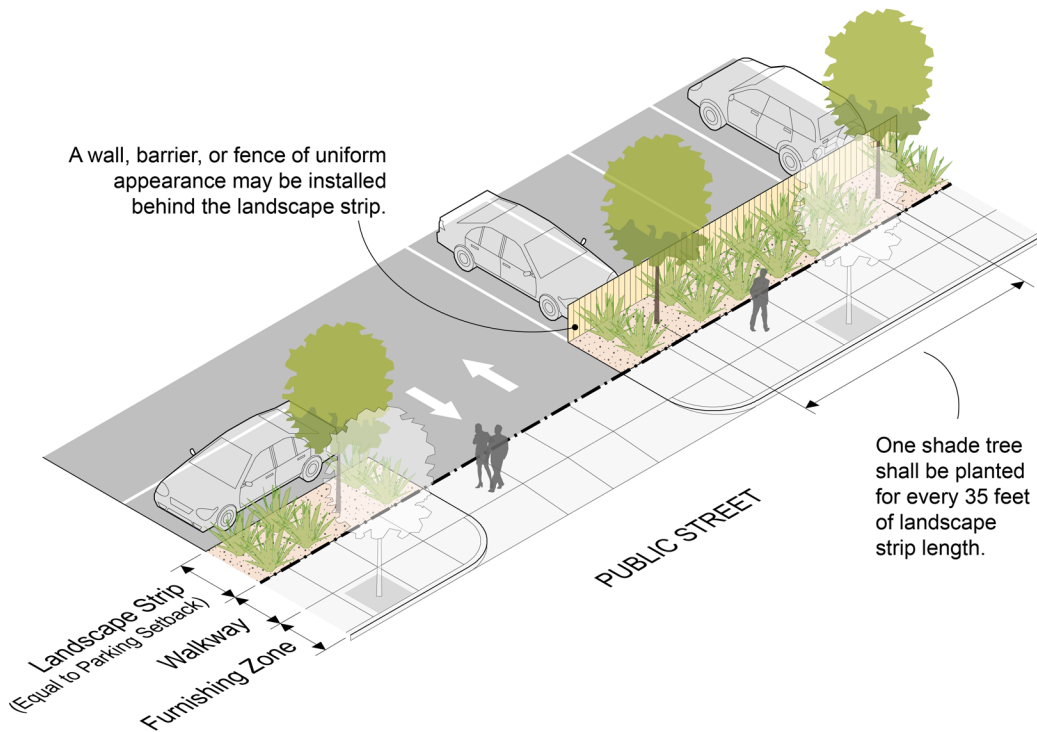 A wall, barrier, or fence of uniform
appearance may be installed
behind the landscape strip.
One shade tree
shall be planted
for every 35 feet
of landscape
strip length.
PUBLIC STREET
Landscape Strip
(Equal to Parking Setback)
Walkway
Furnishing Zone